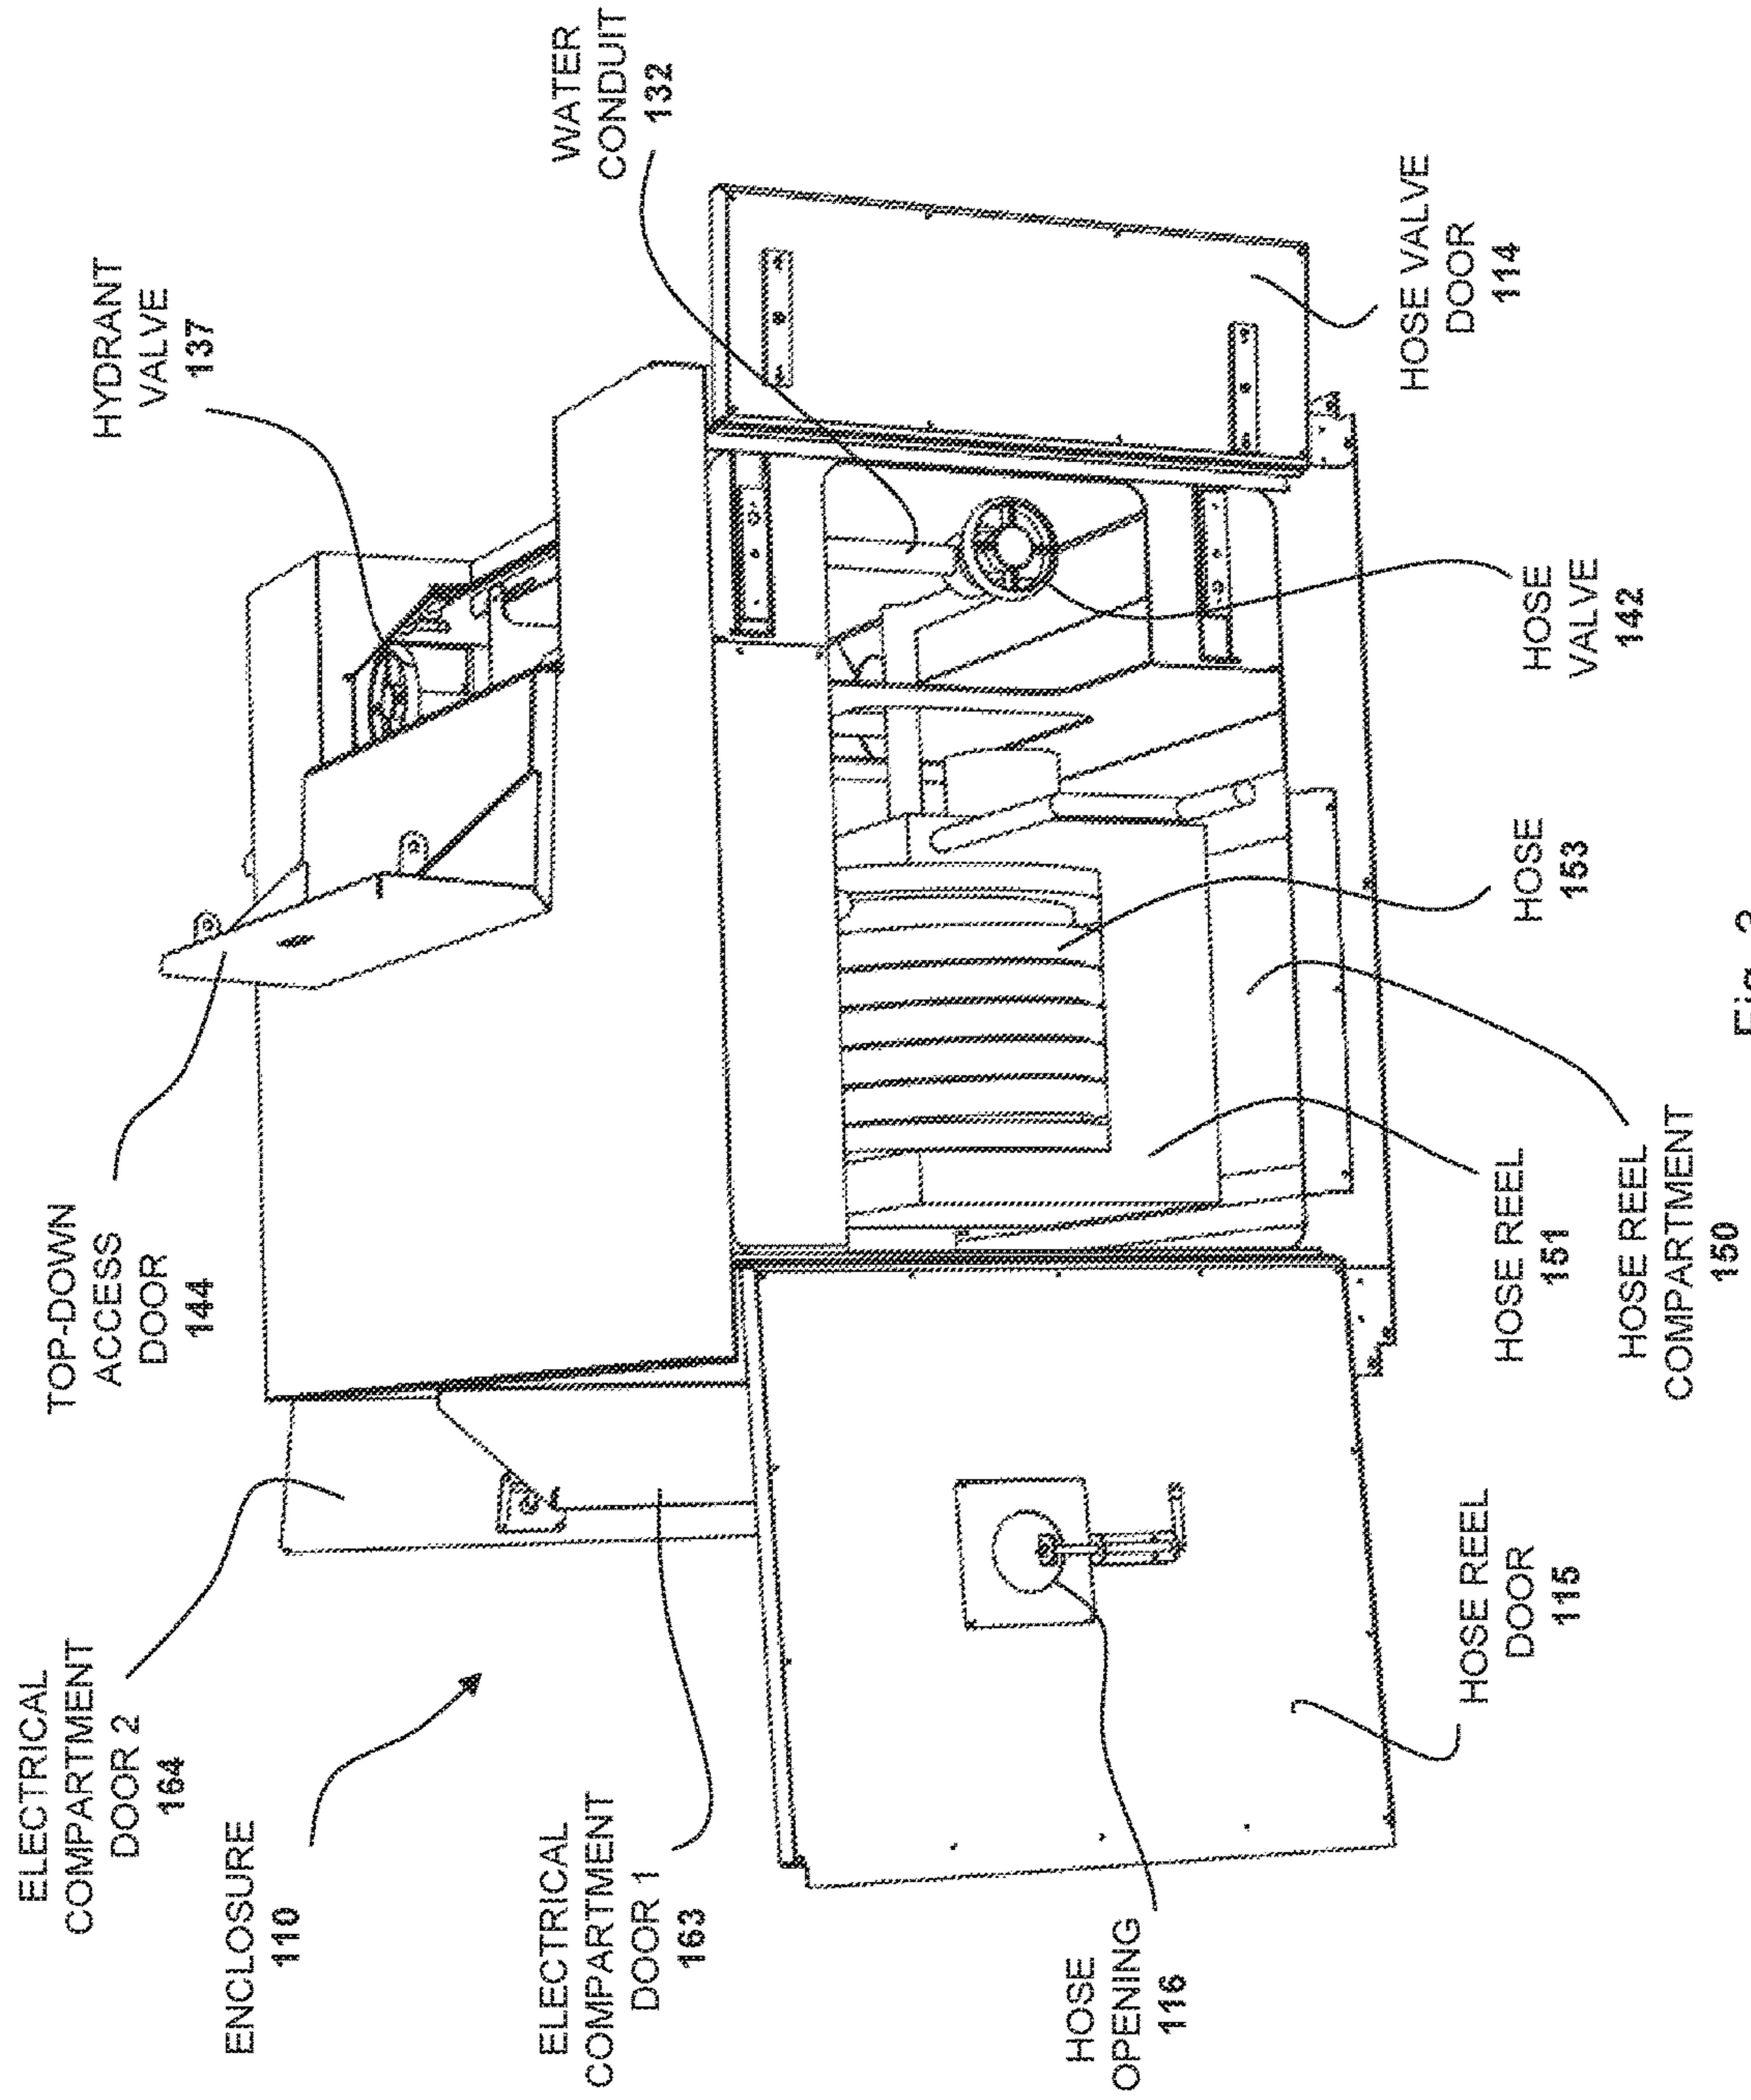 ELECTRICAL
COMPARTMENT
DOOR 2
164
TOP-DOWN
ACCESS
DOOR
144
HYDRANT
VALVE
137
ENCLOSURE
110
ELECTRICAL
COMPARTMENT
DOOR 1
163
WATER
CONDUIT
132
HOSE
OPENING
116
HOSE REEL
DOOR
115
HOSE REEL
151
HOSE REEL
COMPARTMENT
150
HOSE
153
HOSE
VALVE
142
HOSE VALVE
DOOR
114
Fig.